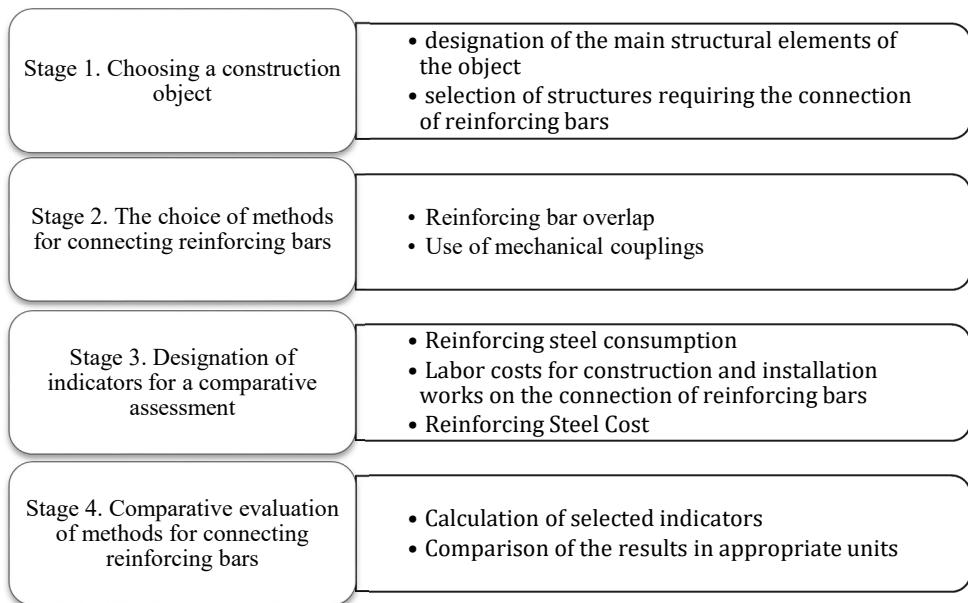 Stage 1. Choosing a construction
object
• designation of the main structural elements of
the object
• selection of structures requiring the connection
of reinforcing bars
Stage 2. The choice of methods
for connecting reinforcing bars
• Reinforcing bar overlap
• Use of mechanical couplings
Stage 3. Designation of
indicators for a comparative
assessment
• Reinforcing steel consumption
• Labor costs for construction and installation
works on the connection of reinforcing bars
• Reinforcing Steel Cost
Stage 4. Comparative evaluation
of methods for connecting
reinforcing bars
• Calculation of selected indicators
• Comparison of the results in appropriate units